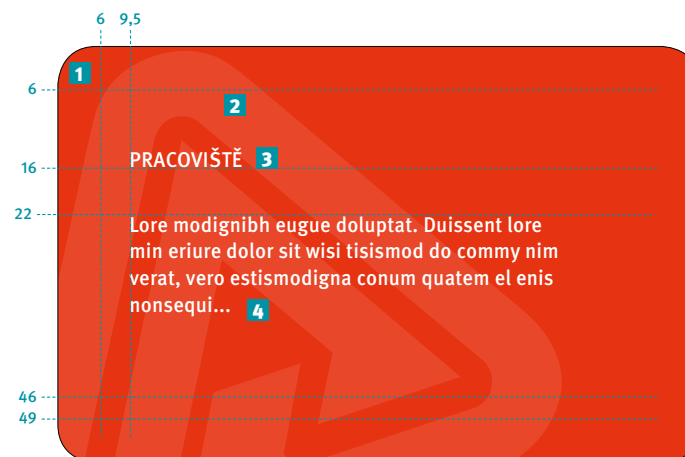 6 9,5
1
6
2
PRACOVIŠTĚ 3
16
22
Lore modignibh eugue doluptat. Duissent lore
min eriure dolor sit wisi tisismod do commy nim
verat, vero estismodigna conum quatem el enis
nonsequi... 4
46
49